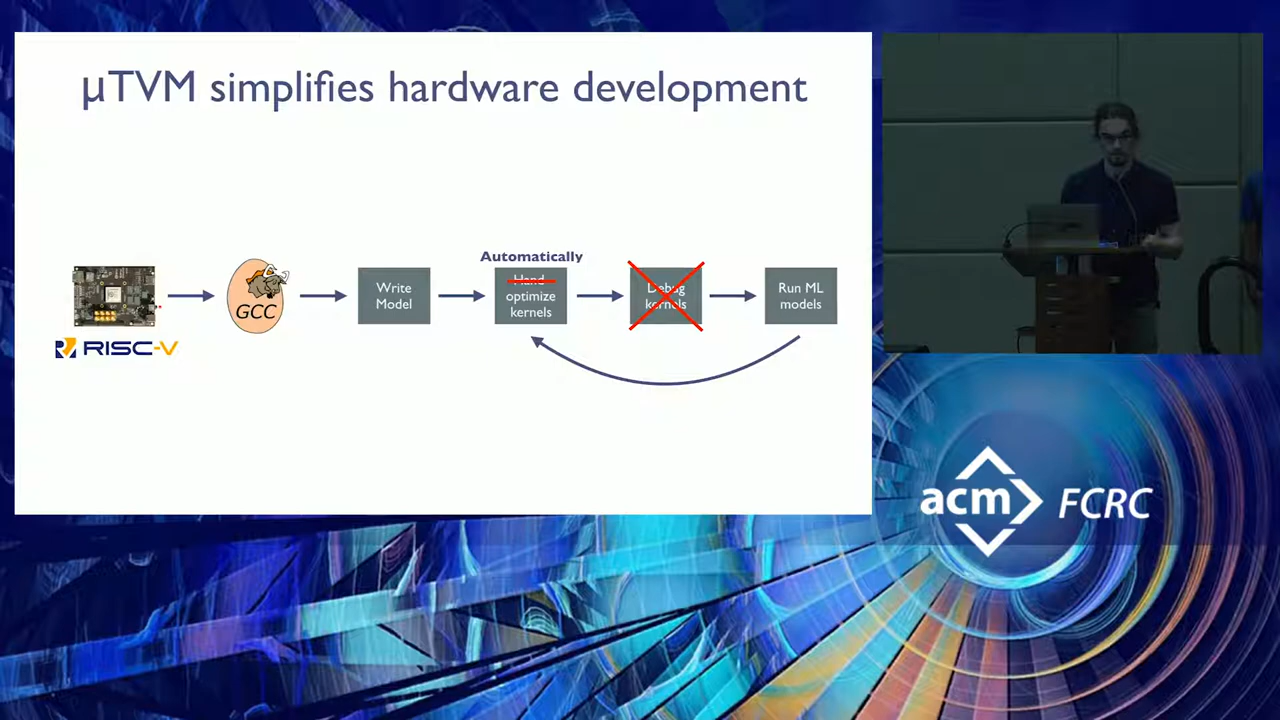 µTVM simplifies hardware development
Automatically
GCC
Write
Model
Hand
optimize
kernels
Debug
kernels
Run ML
models
RISC-V
acm FCRC